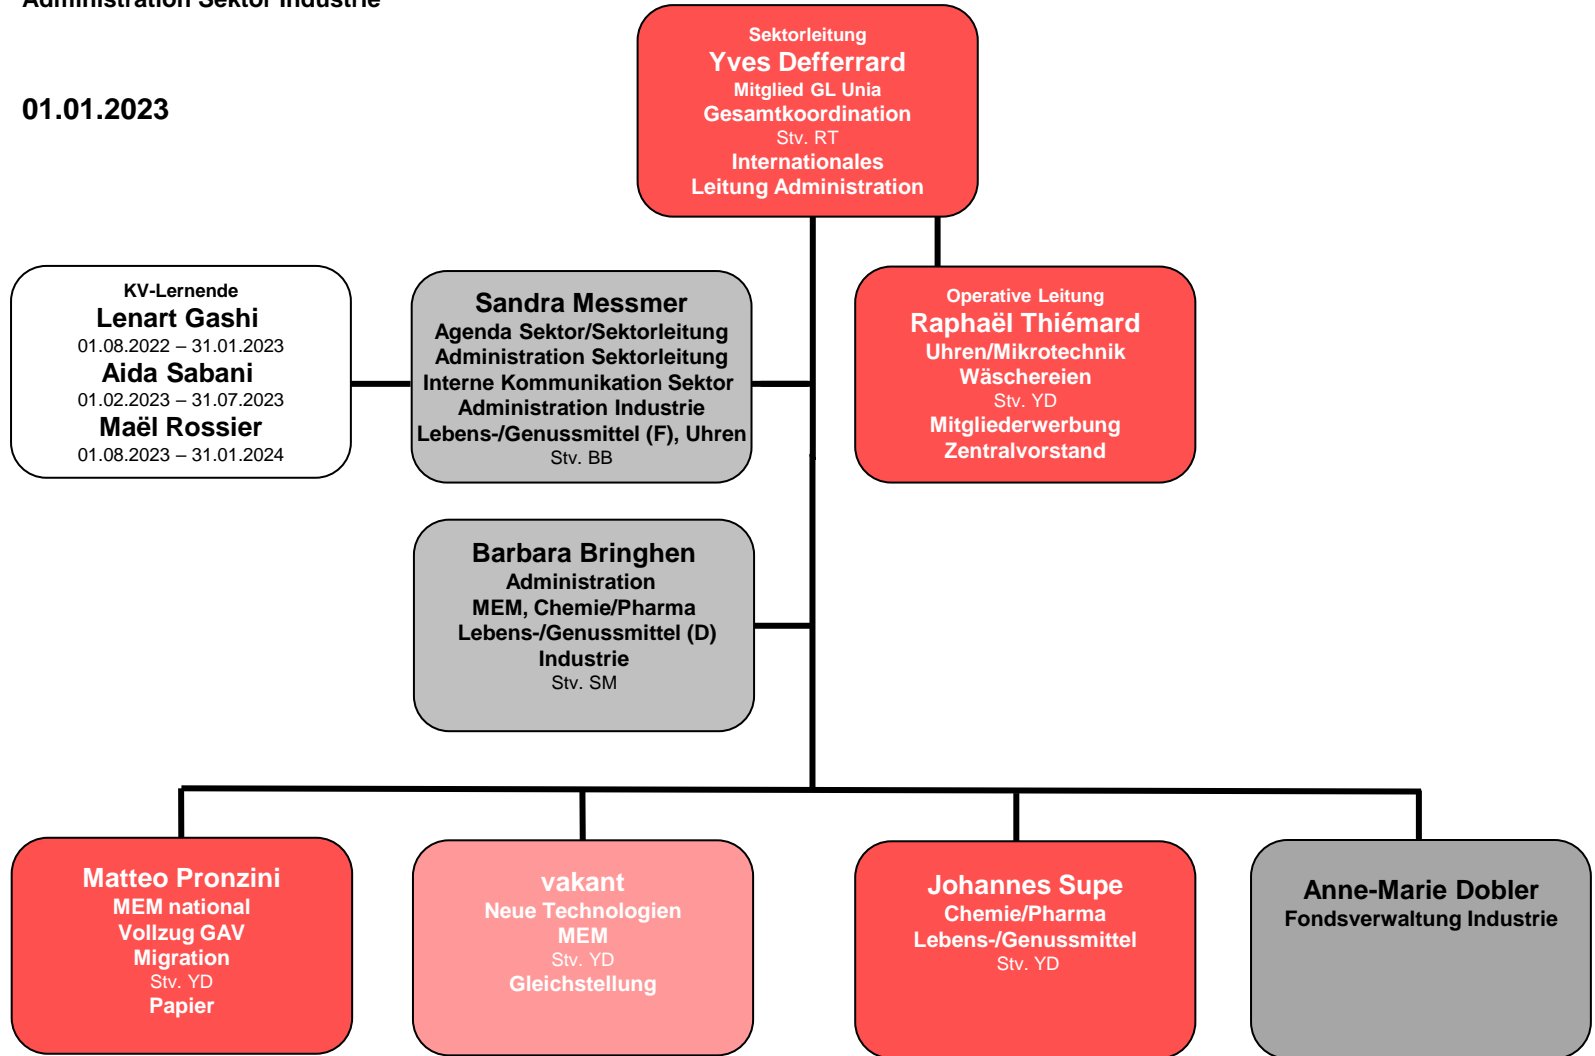 Administration Sektor Industrie
01.01.2023
Sektorleitung
Yves Defferrard
Mitglied GL Unia
Gesamtkoordination
Stv. RT
Internationales
Leitung Administration
KV-Lernende
Lenart Gashi
01.08.2022 – 31.01.2023
Aida Sabani
01.02.2023 – 31.07.2023
Maël Rossier
01.08.2023 – 31.01.2024
Sandra Messmer
Agenda Sektor/Sektorleitung
Administration Sektorleitung
Interne Kommunikation Sektor
Administration Industrie
Lebens-/Genussmittel (F), Uhren
Stv. BB
Operative Leitung
Raphaël Thiémard
Uhren/Mikrotechnik
Wäschereien
Stv. YD
Mitgliederwerbung
Zentralvorstand
Barbara Bringhen
Administration
MEM, Chemie/Pharma
Lebens-/Genussmittel (D)
Industrie
Stv. SM
Matteo Pronzini
MEM national
Vollzug GAV
Migration
Stv. YD
Papier
vakant
Neue Technologien
MEM
Stv. YD
Gleichstellung
Johannes Supe
Chemie/Pharma
Lebens-/Genussmittel
Stv. YD
Anne-Marie Dobler
Fondsverwaltung Industrie